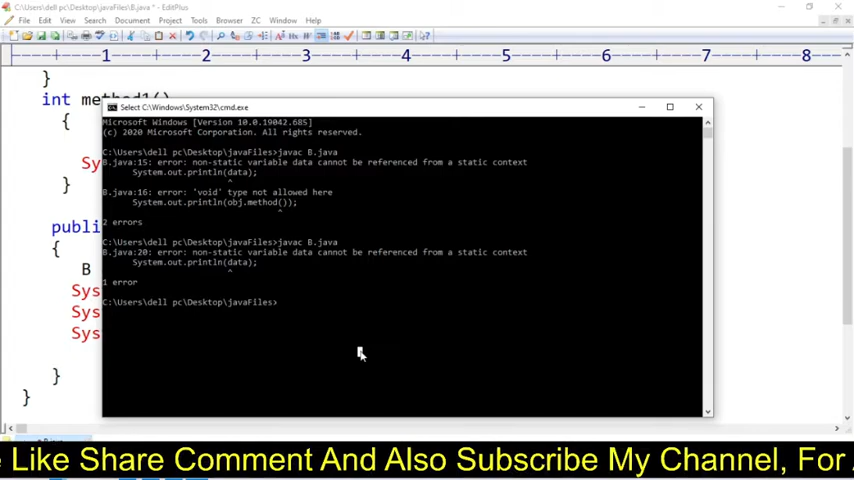 C:\Users\dell pc\Desktop\javaFiles\B.java * - EditPlus
File Edit View Search Document Project Tools Browser ZC Window Help
1 2 3 4 5 6 7 8
}
int me
{
Sy
}
publi
{
B
Sys
Sys
Sys
}
}
Select C:\Windows\System32\cmd.exe
Microsoft Windows [Version 10.0.19042.685]
(c) 2020 Microsoft Corporation. All rights reserved.
C:\Users\dell pc\Desktop\javaFiles>javac B.java
B.java:15: error: non-static variable data cannot be referenced from a static context
System.out.println(data);
^
B.java:16: error: 'void' type not allowed here
System.out.println(obj.method());
^
2 errors
C:\Users\dell pc\Desktop\javaFiles>javac B.java
B.java:20: error: non-static variable data cannot be referenced from a static context
System.out.println(data);
^
1 error
C:\Users\dell pc\Desktop\javaFiles>
Like Share Comment And Also Subscribe My Channel, For